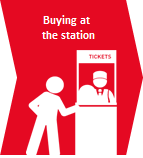 Buying at
the station
TICKETS